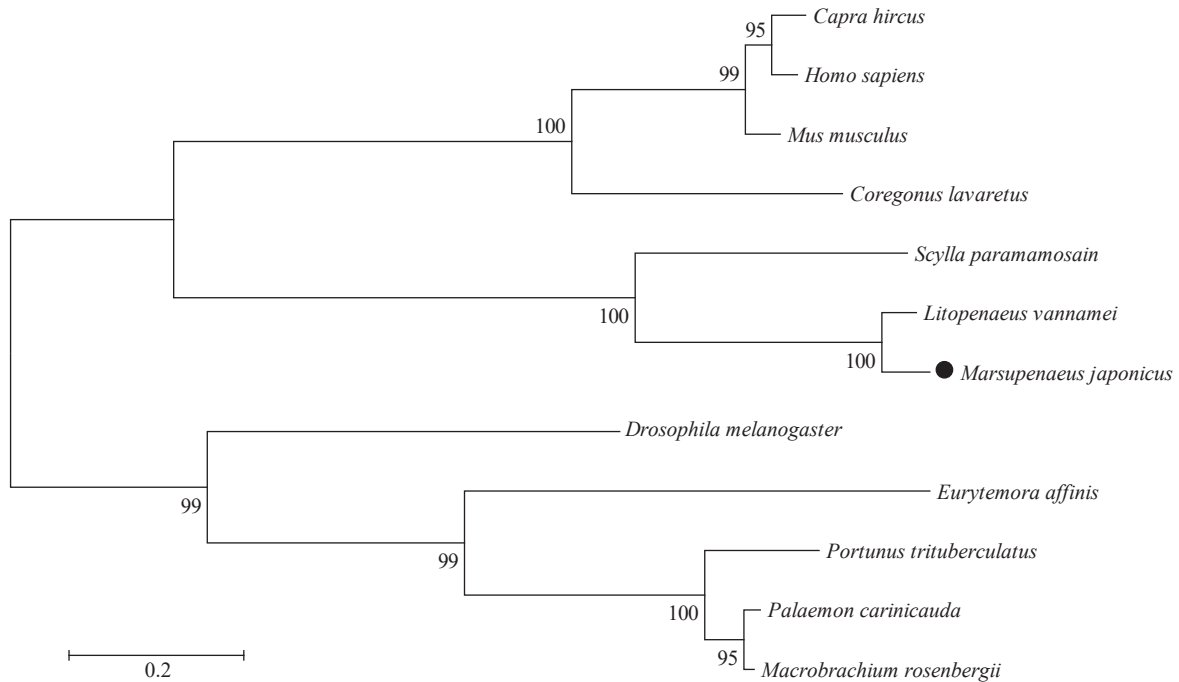 Capra hircus
95
Homo sapiens
99
Mus musculus
100
Coregonus lavaretus
Scylla paramamosain
100
Litopenaeus vannamei
100
Marsupenaeus japonicus
Drosophila melanogaster
99
Eurytemora affinis
99
Portunus trituberculatus
100
Palaemon carinicauda
95
Macrobrachium rosenbergii
0.2